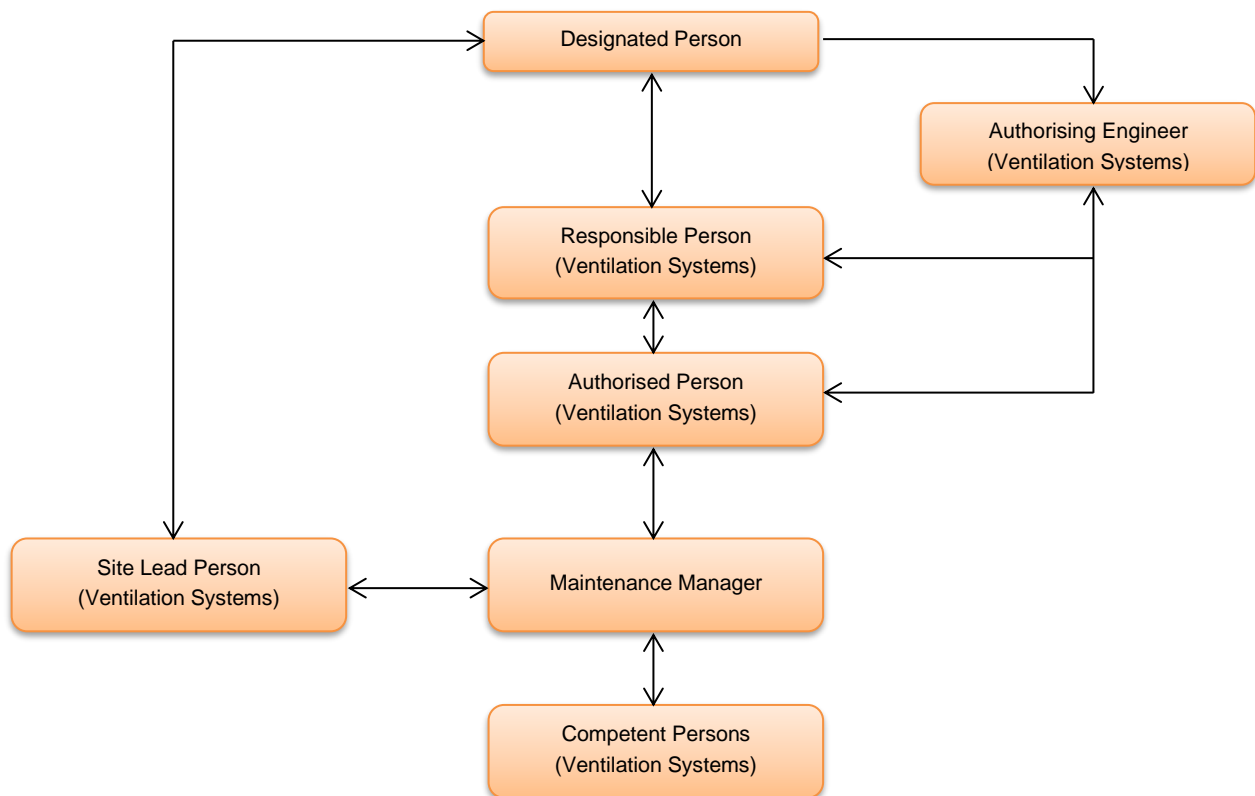 Designated Person
Authorising Engineer
(Ventilation Systems)
Responsible Person
(Ventilation Systems)
Authorised Person
(Ventilation Systems)
Site Lead Person
(Ventilation Systems)
Maintenance Manager
Competent Persons
(Ventilation Systems)